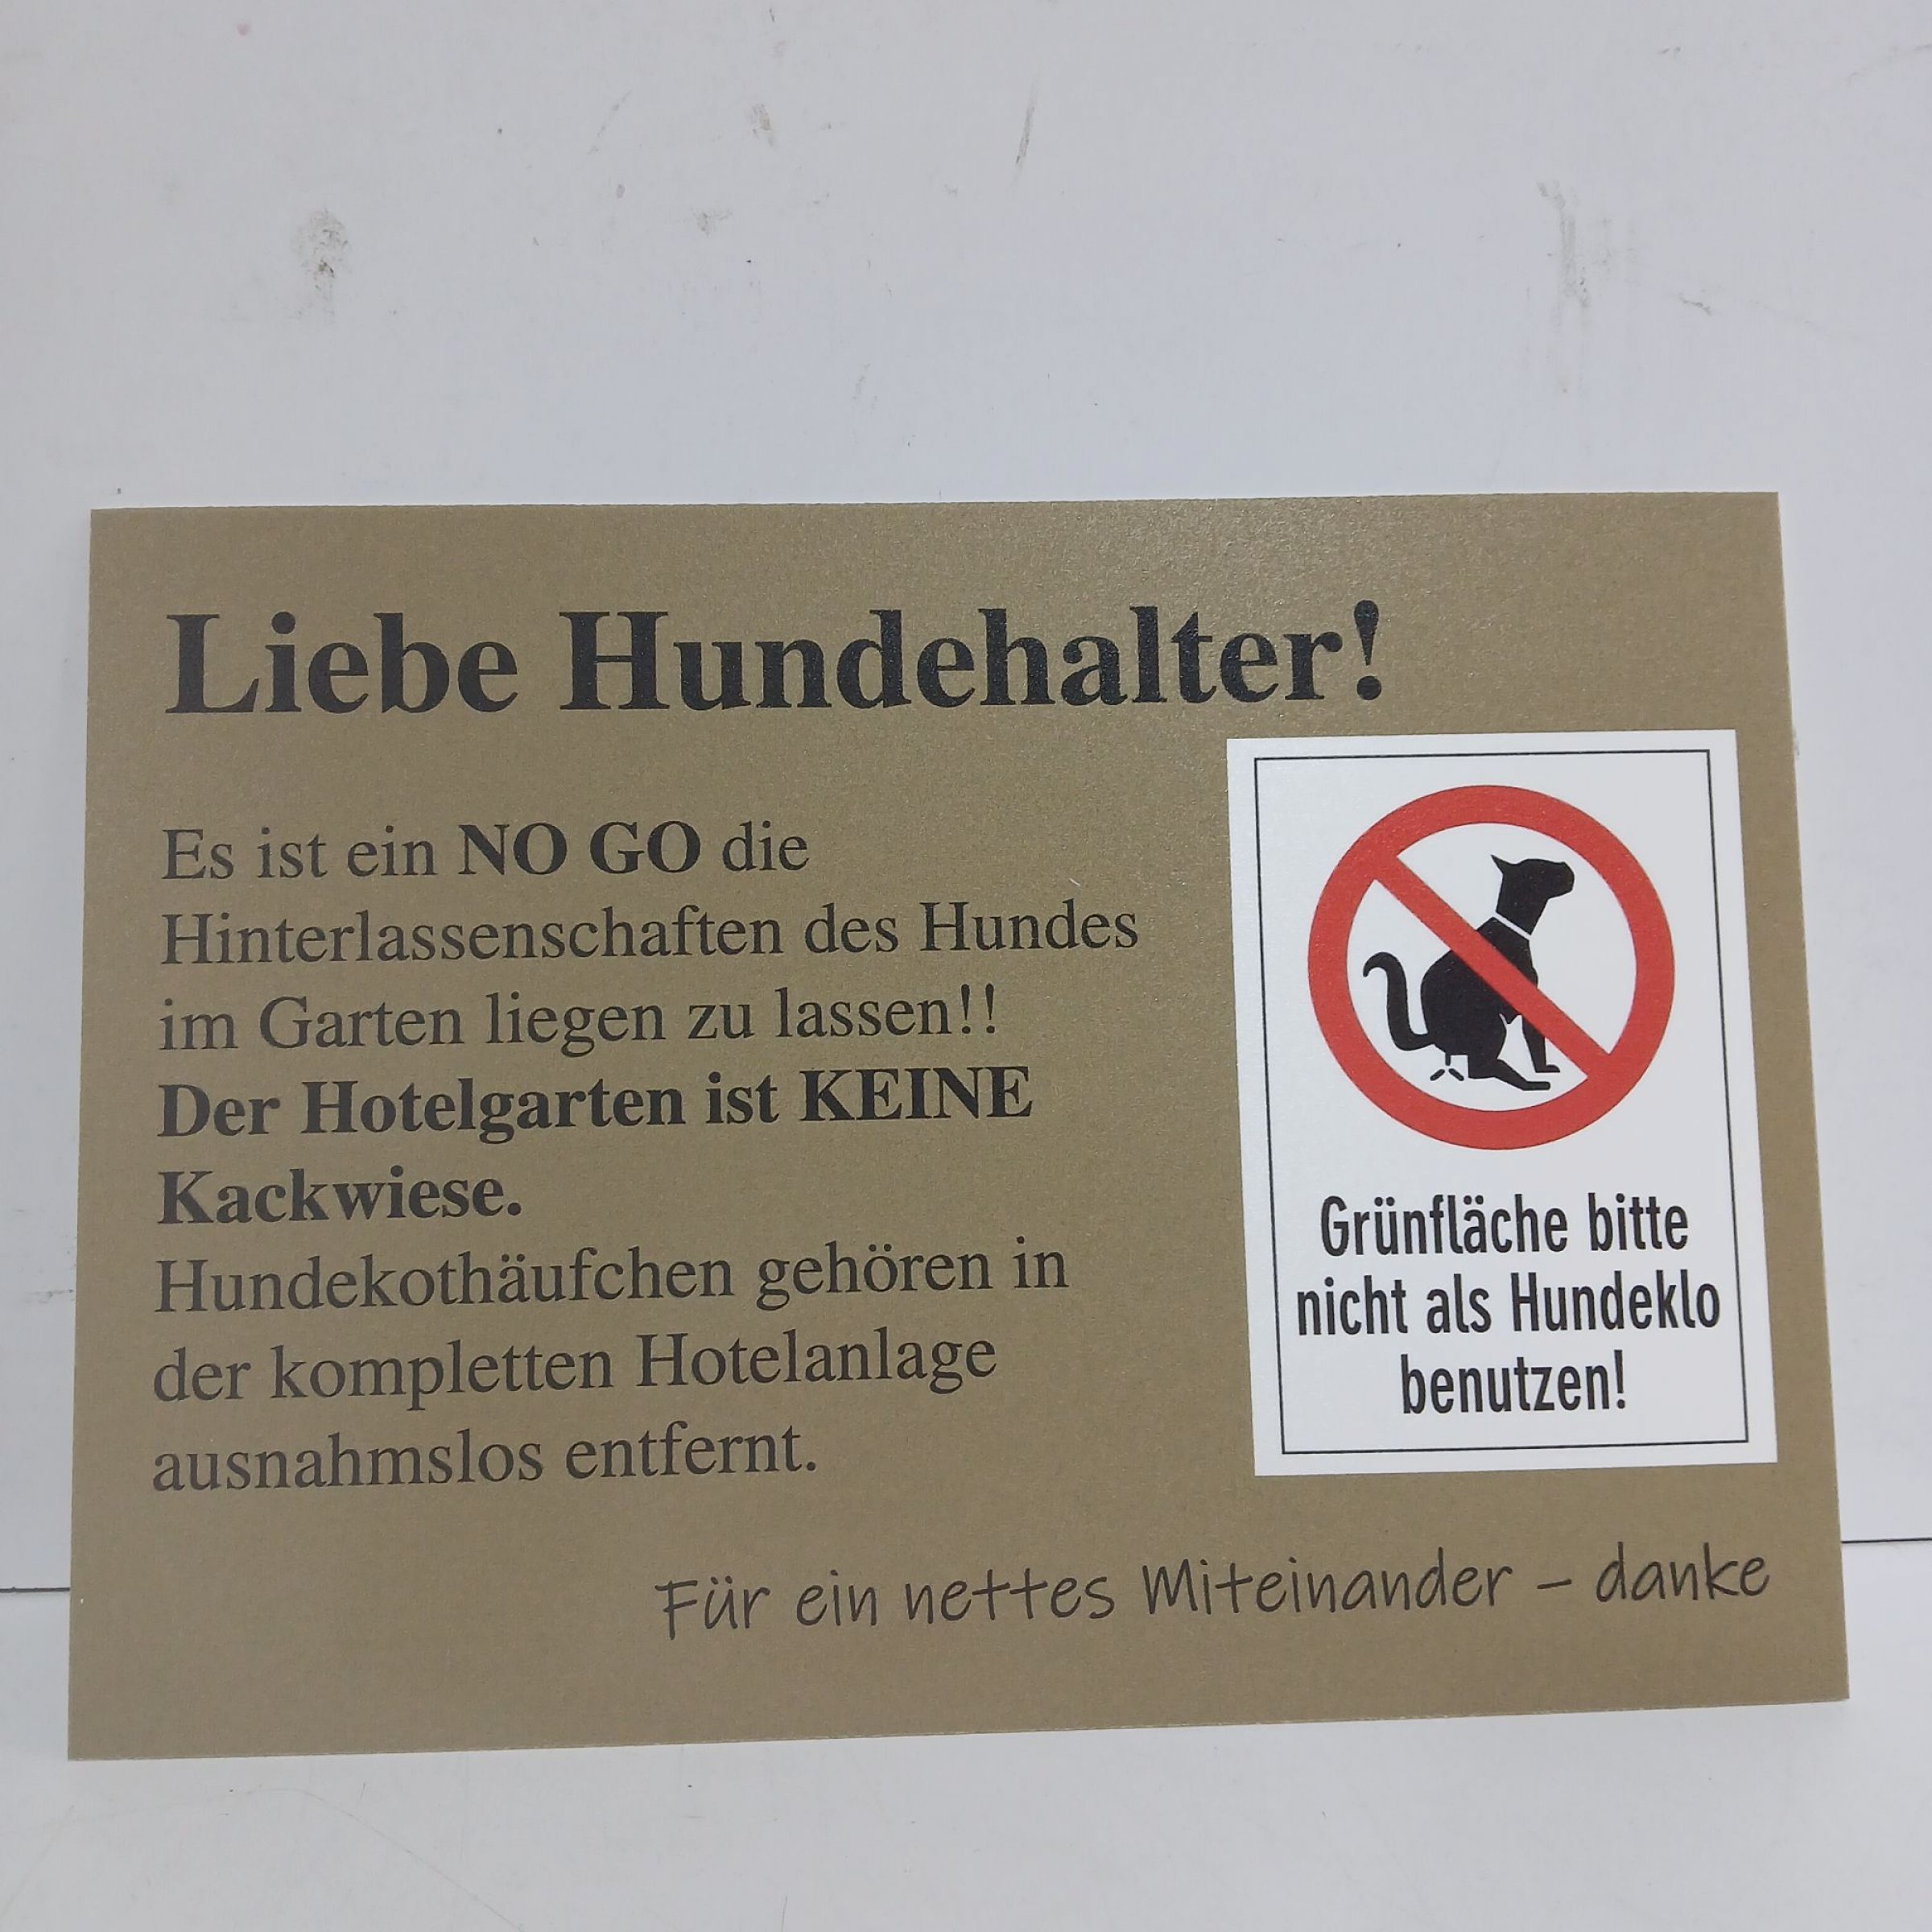 Liebe Hundehalter!
Es ist ein NO GO die
Hinterlassenschaften des Hundes
im Garten liegen zu lassen!!
Der Hotelgarten ist KEINE
Kackwiese.
Hundekothäufchen gehören in
der kompletten Hotelanlage
ausnahmslos entfernt.
Grünfläche bitte
nicht als Hundeklo
benutzen!
Für ein nettes Miteinander – danke